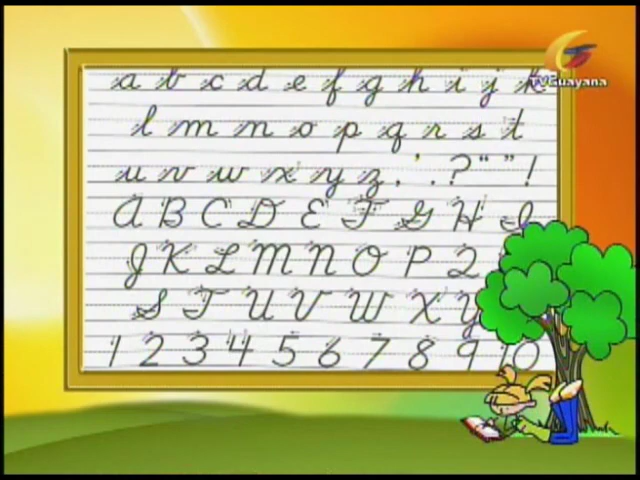 TVGuayana
a b c d e f g h i j k
l m n o p q r s t
u v w x y z . ' . ? “ ” !
A B C D E F G H I
J K L M N O P Q
S T U V W X Y
1 2 3 4 5 6 7 8 9 10